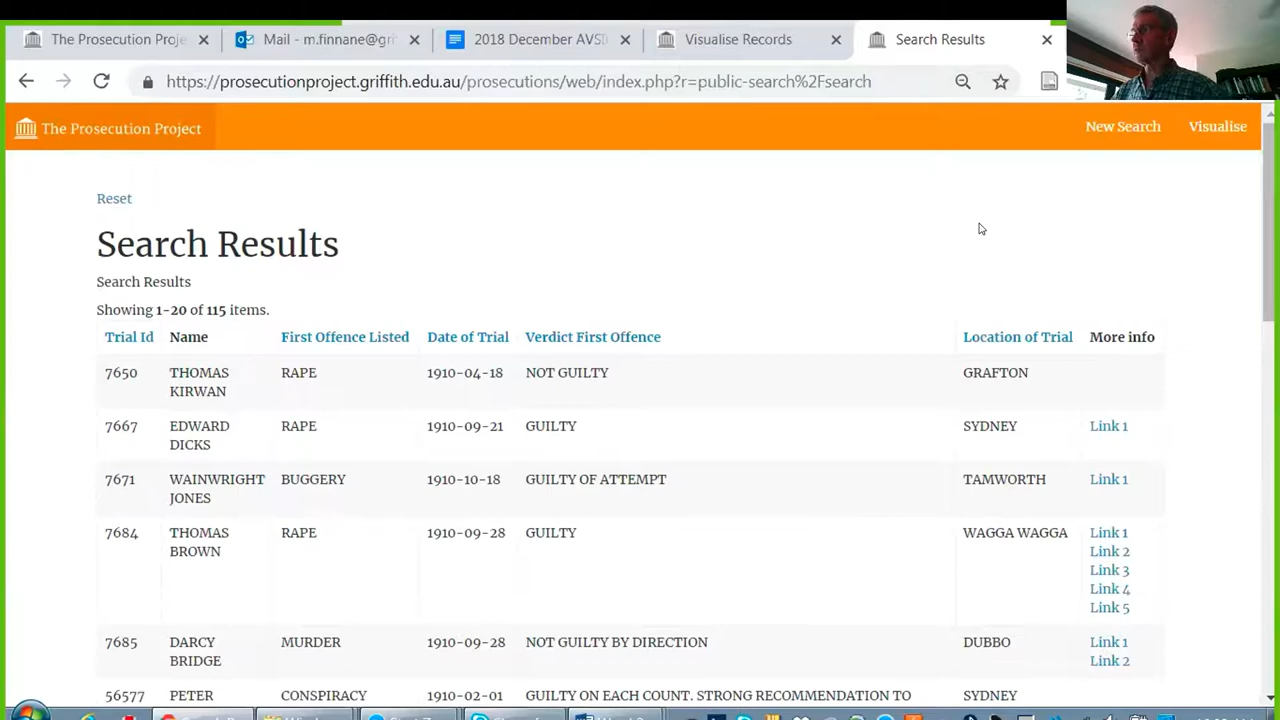 The Prosecution Proje
Mail - m.finnane@gri
2018 December AVSI
Visualise Records
Search Results
https://prosecutionproject.griffith.edu.au/prosecutions/web/index.php?r=public-search%2Fsearch
The Prosecution Project
New Search
Visualise
Reset
Search Results
Search Results
Showing 1-20 of 115 items.
Trial Id Name First Offence Listed Date of Trial Verdict First Offence Location of Trial More info
7650 THOMAS RAPE 1910-04-18 NOT GUILTY GRAFTON
KIRWAN
7667 EDWARD RAPE 1910-09-21 GUILTY SYDNEY Link 1
DICKS
7671 WAINWRIGHT BUGGERY 1910-10-18 GUILTY OF ATTEMPT TAMWORTH Link 1
JONES
7684 THOMAS RAPE 1910-09-28 GUILTY WAGGA WAGGA Link 1
BROWN Link 2
Link 3
Link 4
Link 5
7685 DARCY MURDER 1910-09-28 NOT GUILTY BY DIRECTION DUBBO Link 1
BRIDGE Link 2
56577 PETER CONSPIRACY 1910-02-01 GUILTY ON EACH COUNT. STRONG RECOMMENDATION TO SYDNEY